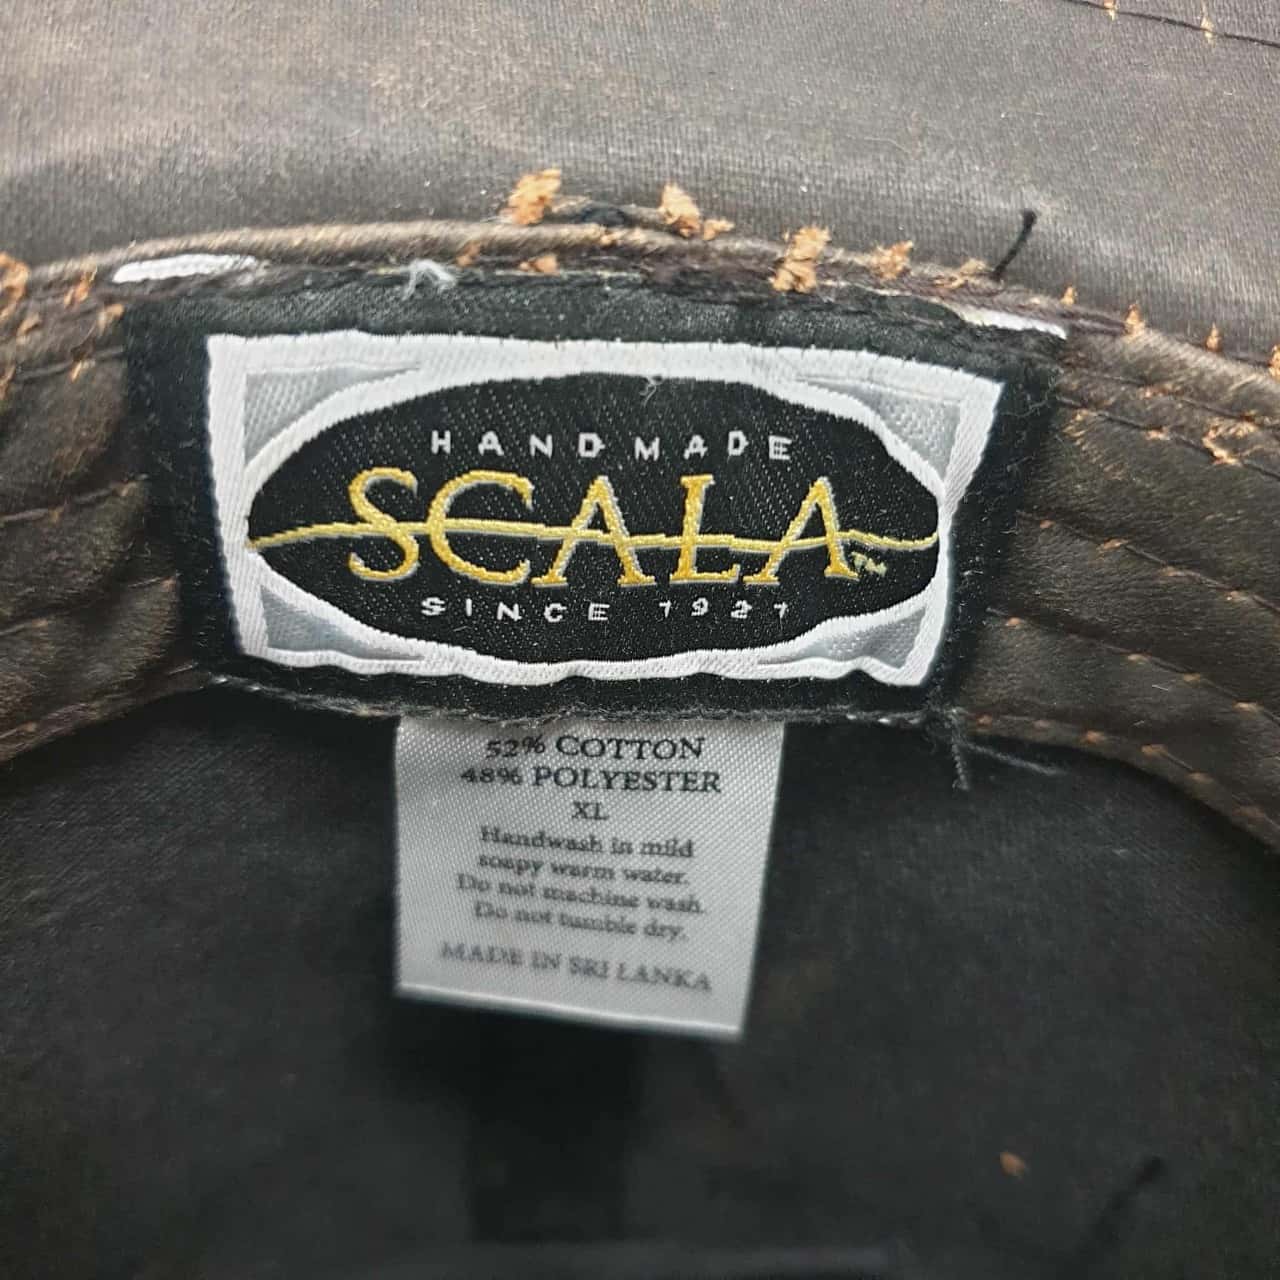 HANDMADE
SCALA™
SINCE 1921
52% COTTON
48% POLYESTER
XL
Handwash in mild
soapy warm water.
Do not machine wash.
Do not tumble dry.
MADE IN SRI LANKA